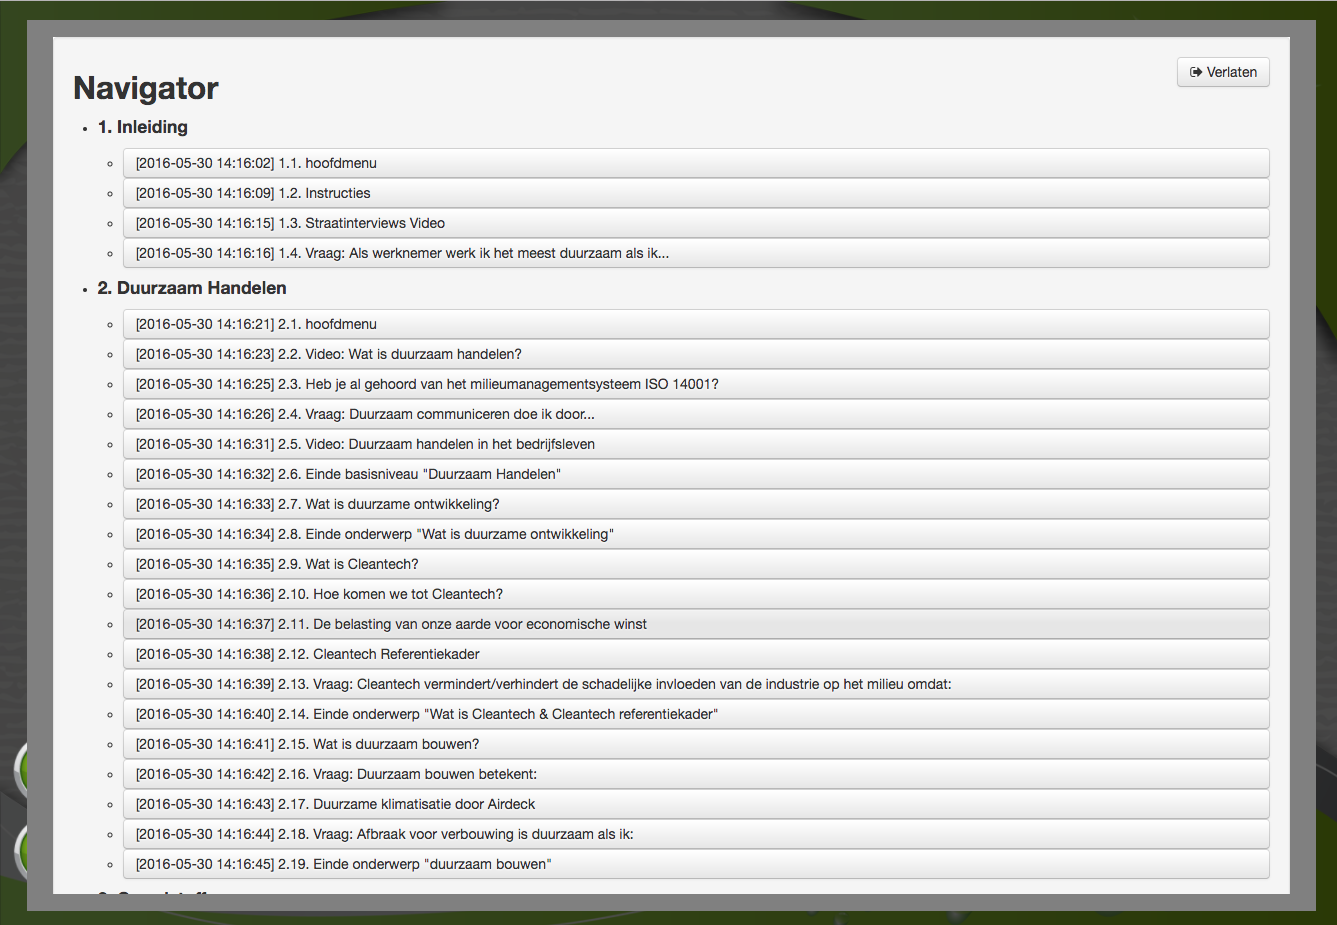 Verlaten
Navigator
1. Inleiding
[2016-05-30 14:16:02] 1.1. hoofdmenu
[2016-05-30 14:16:09] 1.2. Instructies
[2016-05-30 14:16:15] 1.3. Straatinterviews Video
[2016-05-30 14:16:16] 1.4. Vraag: Als werknemer werk ik het meest duurzaam als ik...
2. Duurzaam Handelen
[2016-05-30 14:16:21] 2.1. hoofdmenu
[2016-05-30 14:16:23] 2.2. Video: Wat is duurzaam handelen?
[2016-05-30 14:16:25] 2.3. Heb je al gehoord van het milieumanagementsysteem ISO 14001?
[2016-05-30 14:16:26] 2.4. Vraag: Duurzaam communiceren doe ik door...
[2016-05-30 14:16:31] 2.5. Video: Duurzaam handelen in het bedrijfsleven
[2016-05-30 14:16:32] 2.6. Einde basisniveau "Duurzaam Handelen"
[2016-05-30 14:16:33] 2.7. Wat is duurzame ontwikkeling?
[2016-05-30 14:16:34] 2.8. Einde onderwerp "Wat is duurzame ontwikkeling"
[2016-05-30 14:16:35] 2.9. Wat is Cleantech?
[2016-05-30 14:16:36] 2.10. Hoe komen we tot Cleantech?
[2016-05-30 14:16:37] 2.11. De belasting van onze aarde voor economische winst
[2016-05-30 14:16:38] 2.12. Cleantech Referentiekader
[2016-05-30 14:16:39] 2.13. Vraag: Cleantech vermindert/verhindert de schadelijke invloeden van de industrie op het milieu omdat:
[2016-05-30 14:16:40] 2.14. Einde onderwerp "Wat is Cleantech & Cleantech referentiekader"
[2016-05-30 14:16:41] 2.15. Wat is duurzaam bouwen?
[2016-05-30 14:16:42] 2.16. Vraag: Duurzaam bouwen betekent:
[2016-05-30 14:16:43] 2.17. Duurzame klimatisatie door Airdeck
[2016-05-30 14:16:44] 2.18. Vraag: Afbraak voor verbouwing is duurzaam als ik:
[2016-05-30 14:16:45] 2.19. Einde onderwerp "duurzaam bouwen"